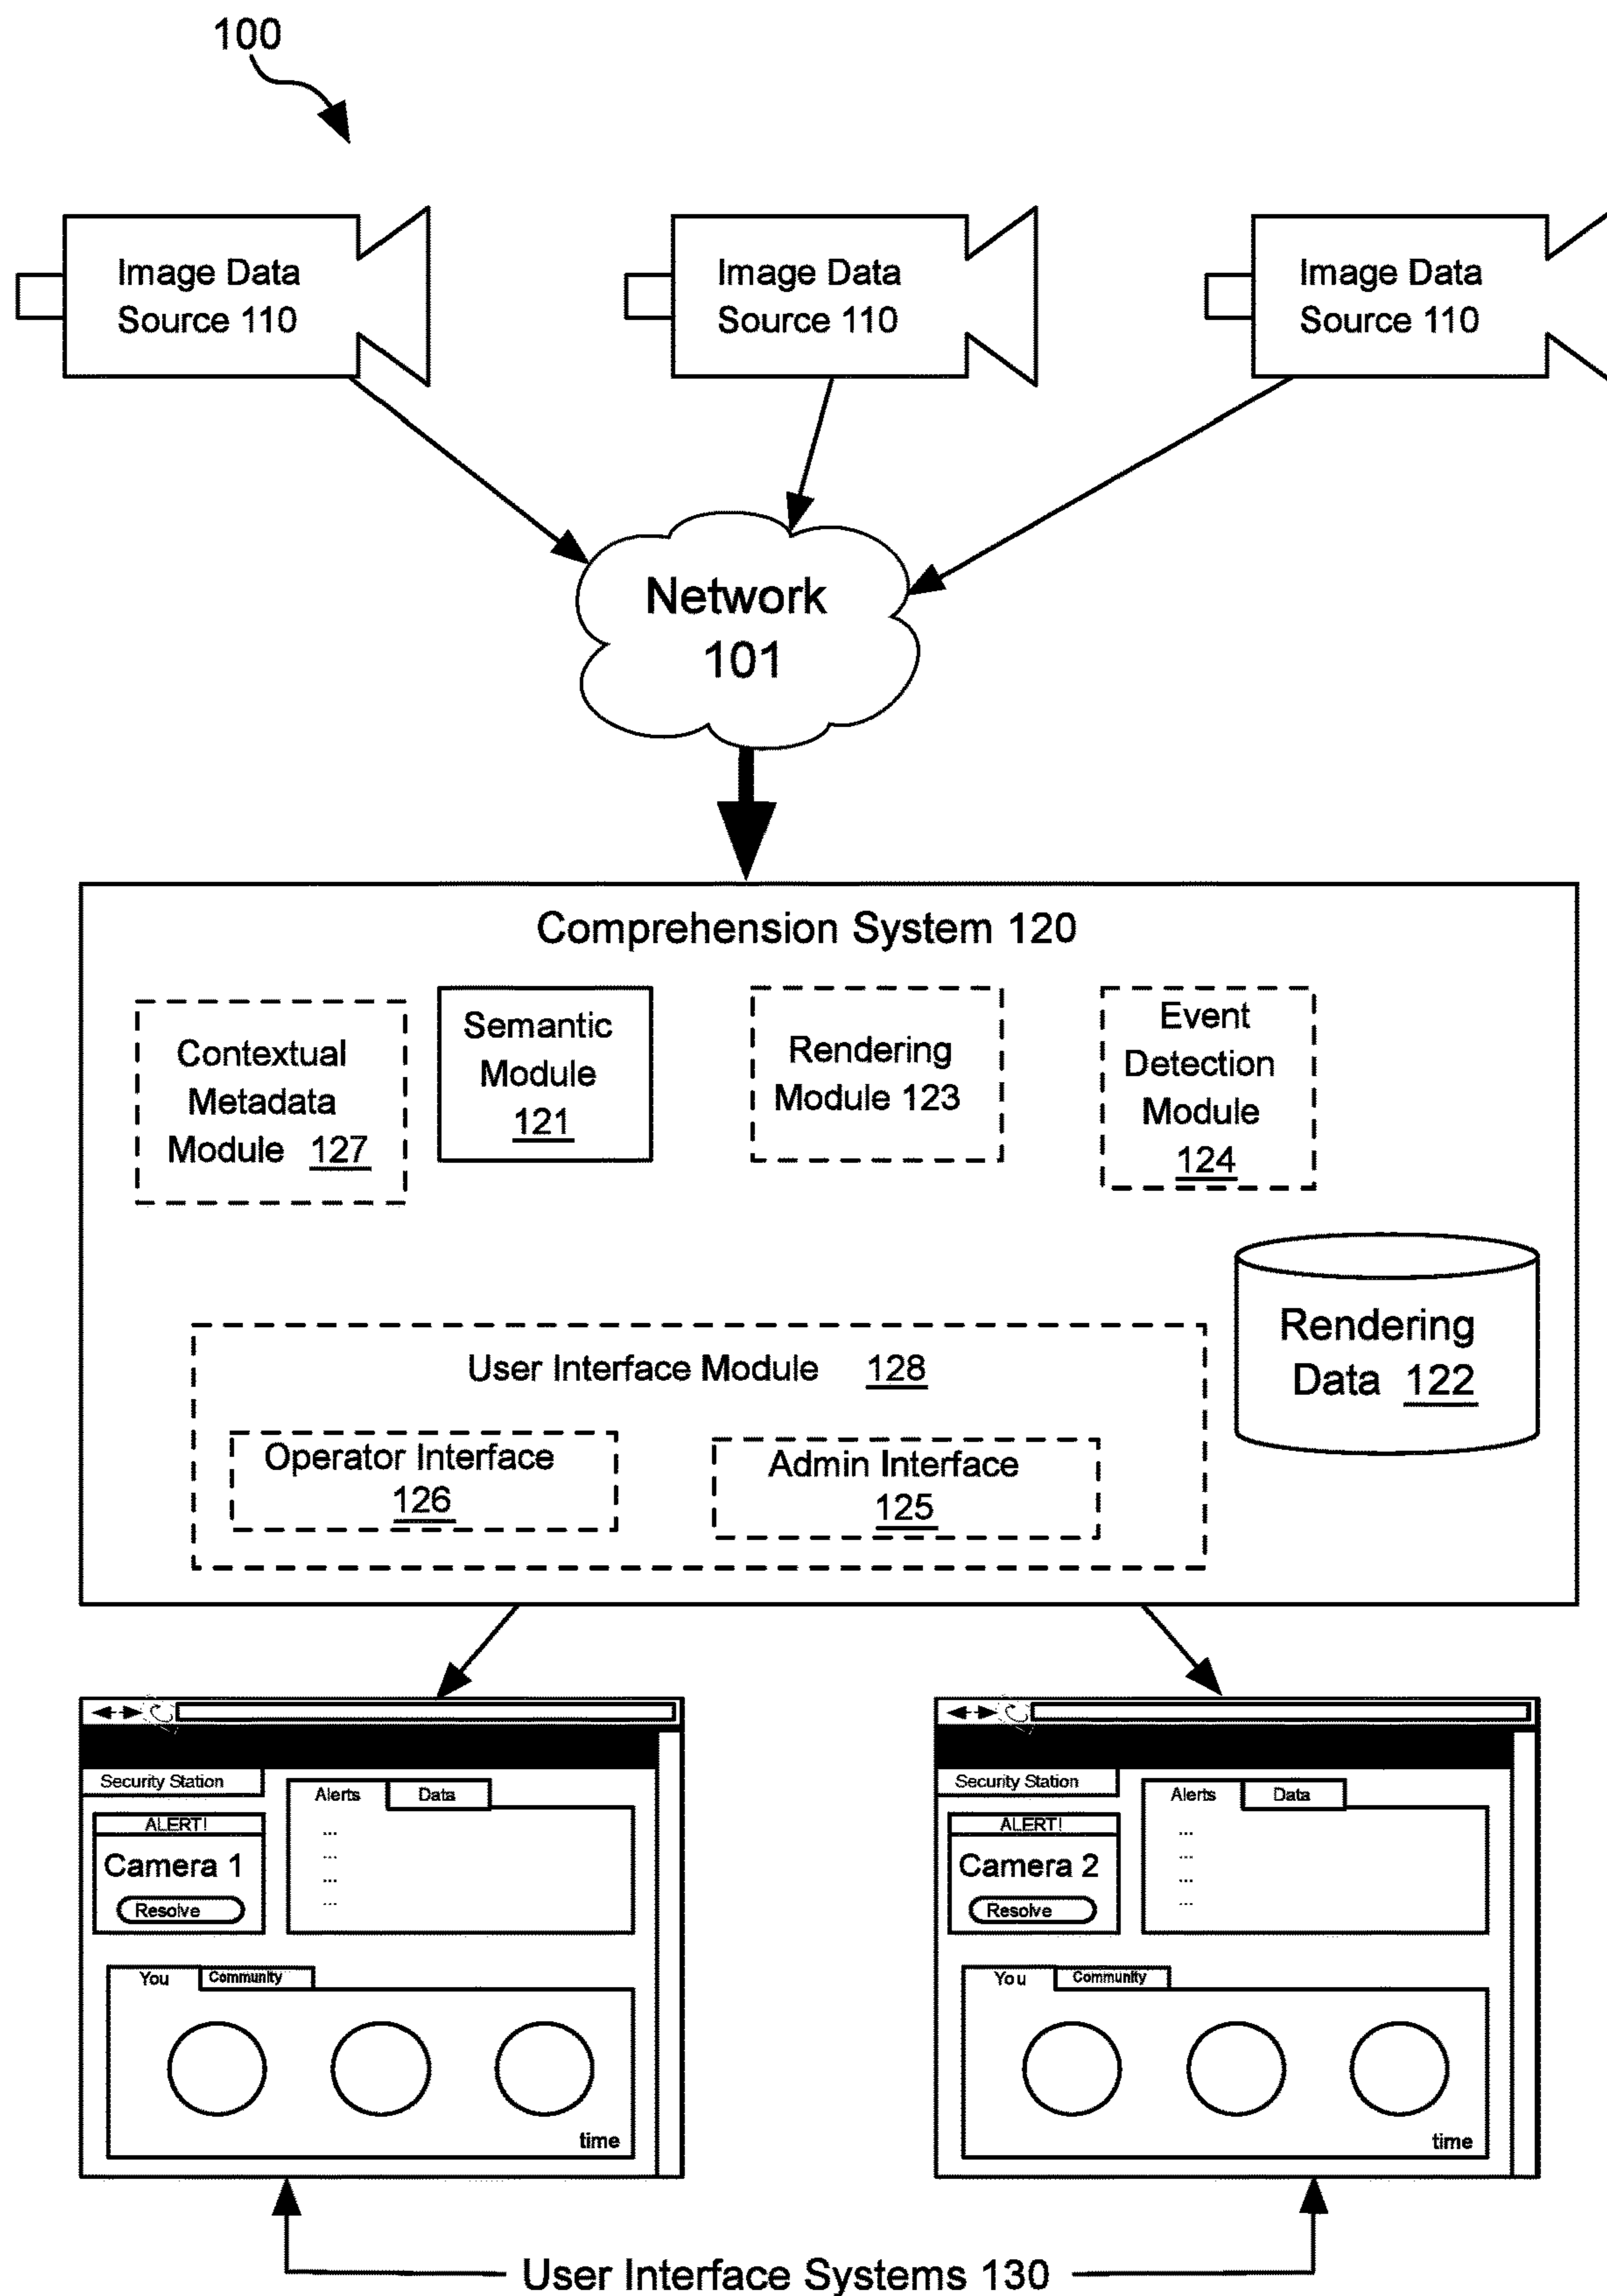 100
Image Data
Source 110
Image Data
Source 110
Image Data
Source 110
Network
101
Comprehension System 120
Contextual
Metadata
Module 127
Semantic
Module
121
Rendering
Module 123
Event
Detection
Module
124
Rendering
Data 122
User Interface Module 128
Operator Interface
126
Admin Interface
125
Security Station
ALERT!
Camera 1
Resolve
Alerts
Data
...
...
...
...
You
Community
time
Security Station
ALERT!
Camera 2
Resolve
Alerts
Data
...
...
...
...
You
Community
time
User Interface Systems 130